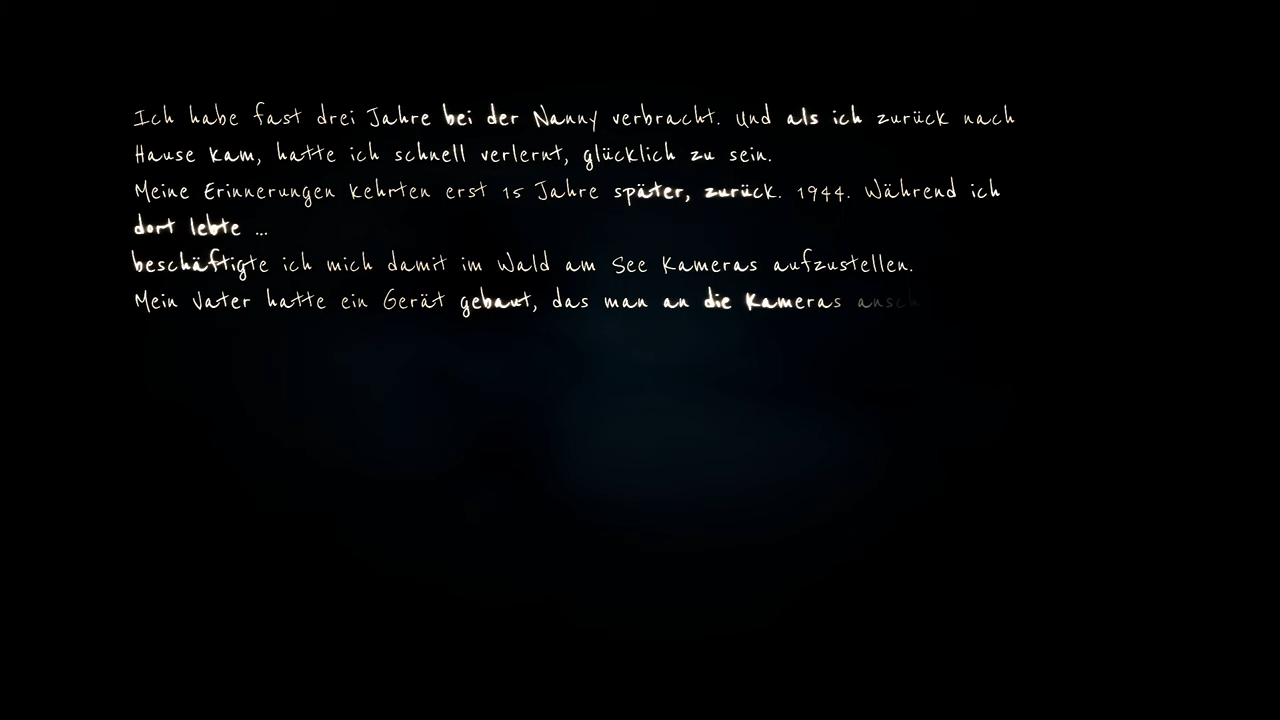 Ich habe fast drei Jahre bei der Nanny verbracht. Und als ich zurück nach
Hause kam, hatte ich schnell verlernt, glücklich zu sein.
Meine Erinnerungen kehrten erst 15 Jahre später, zurück. 1944. Während ich
dort lebte ...
beschäftigte ich mich damit im Wald am See Kameras aufzustellen.
Mein Vater hatte ein Gerät gebaut, das man an die Kameras ansch